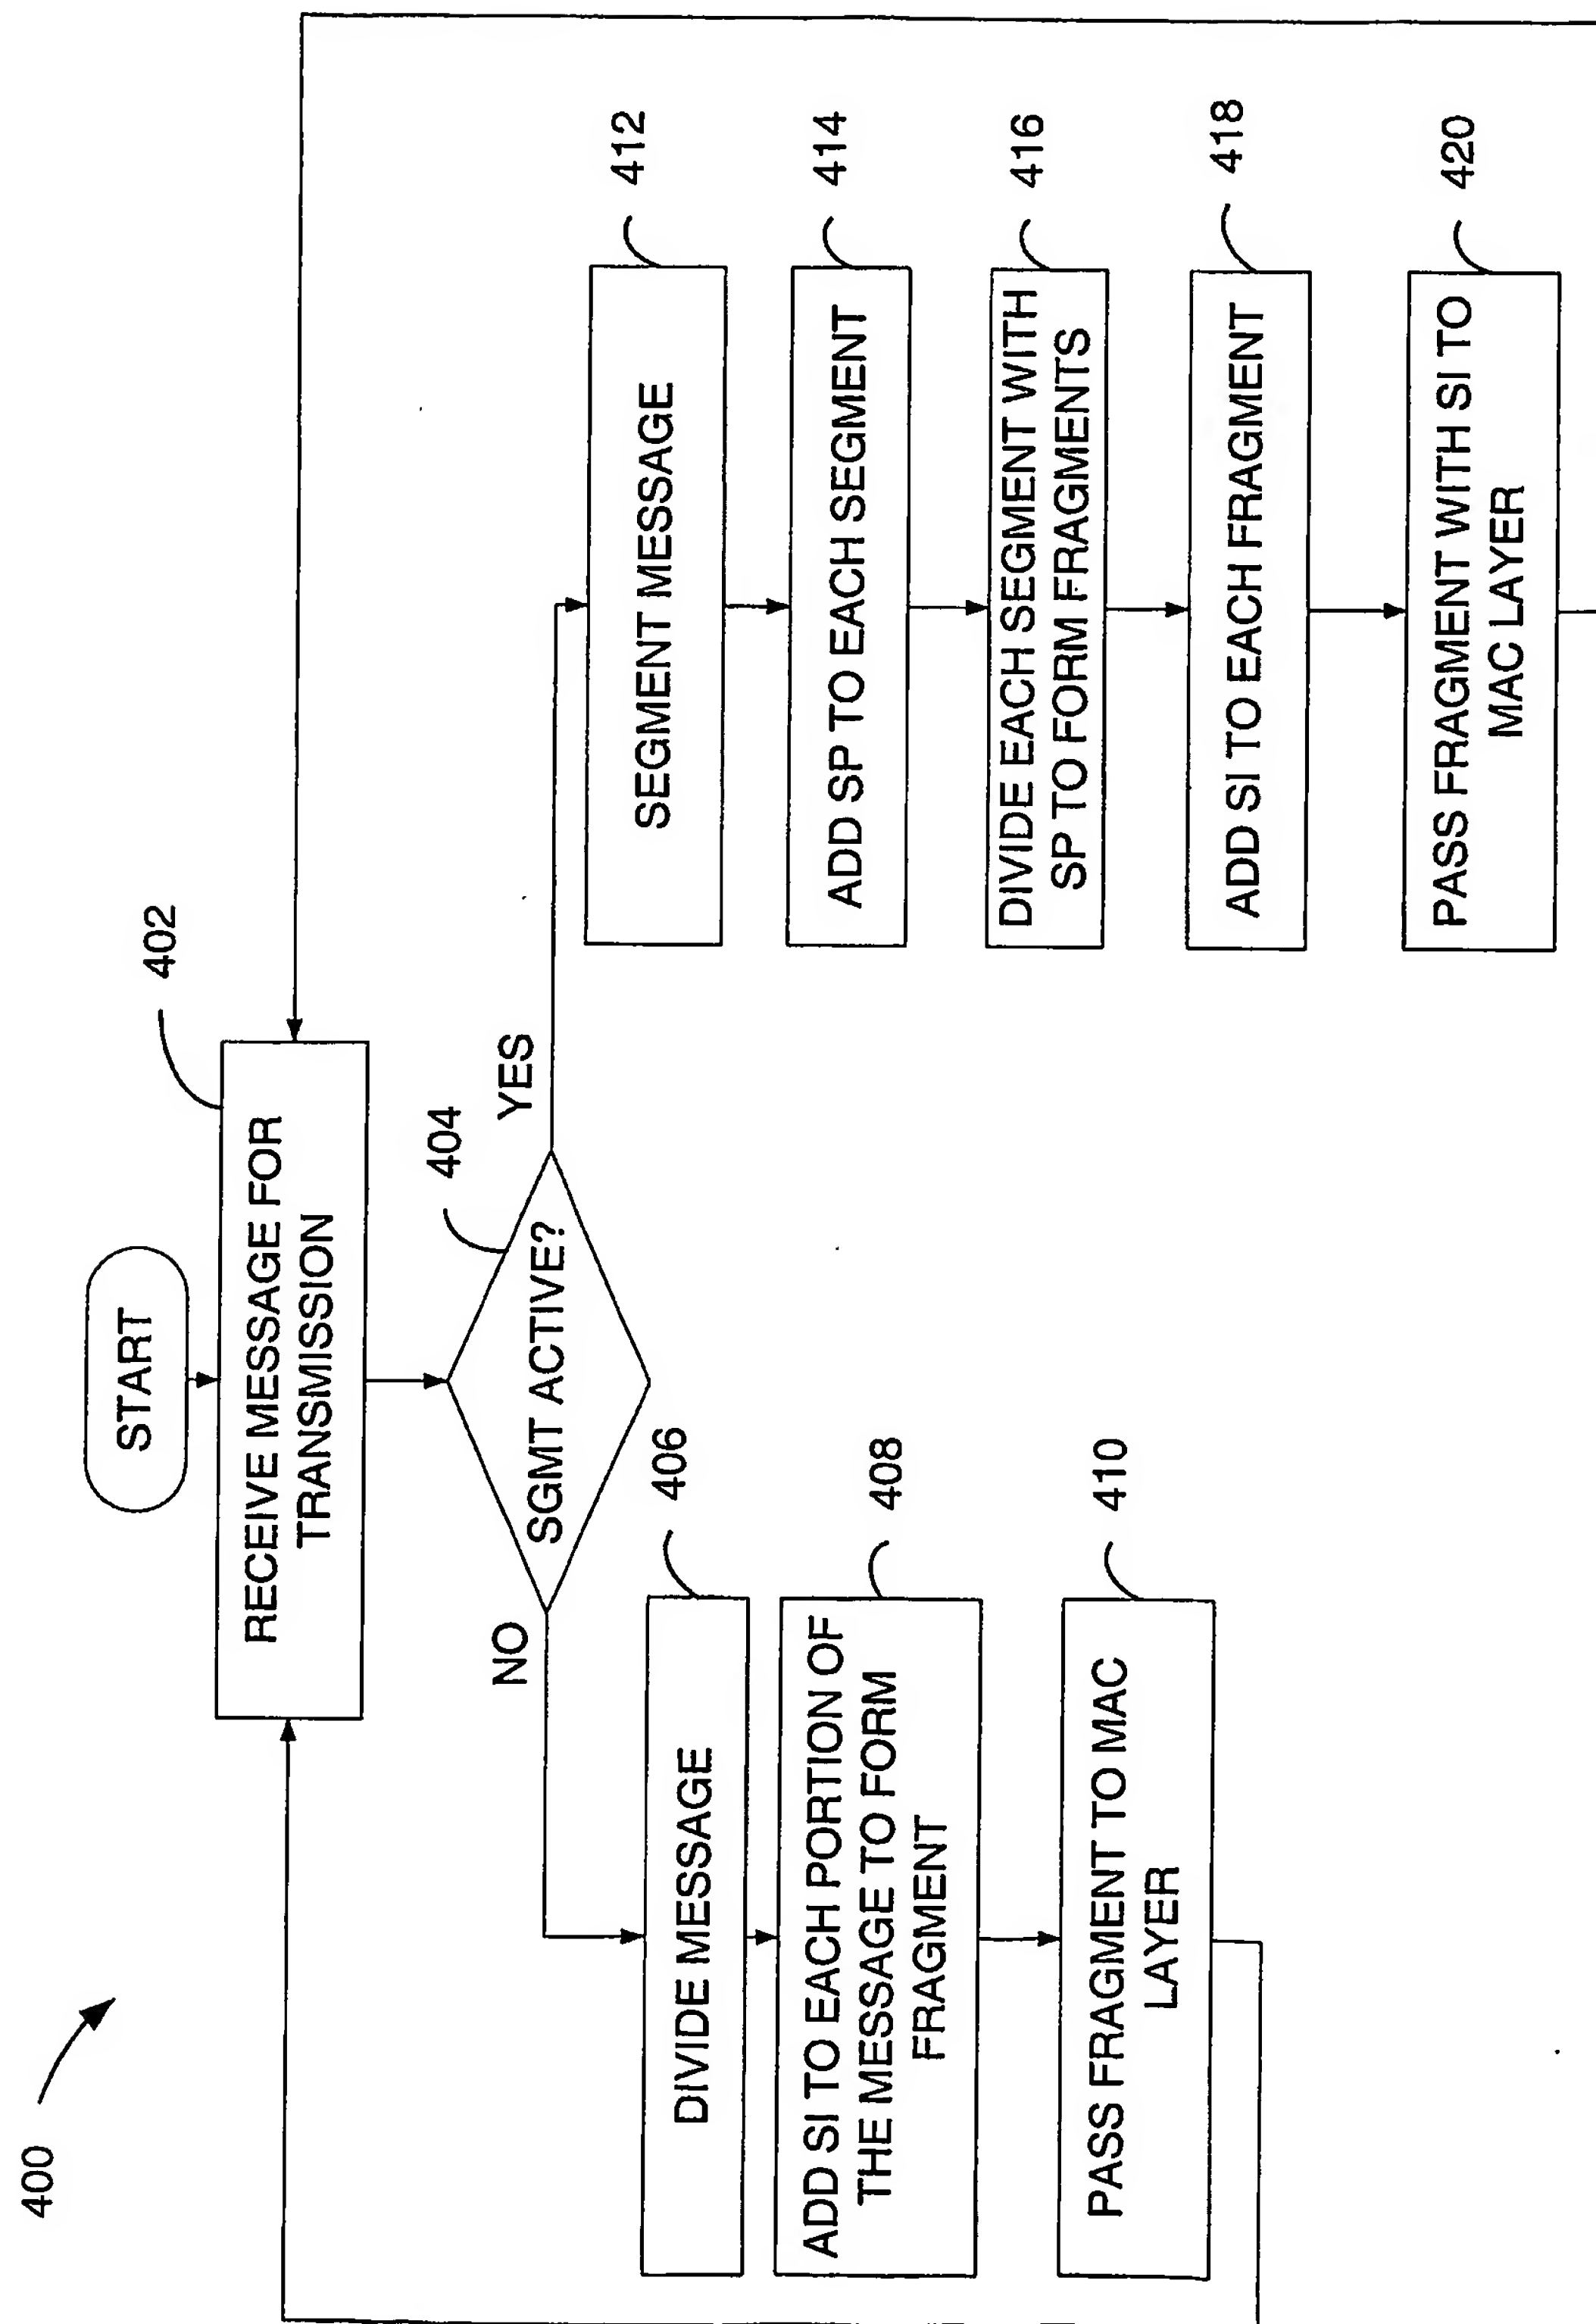 400
START
402
RECEIVE MESSAGE FOR
TRANSMISSION
404
SGMT ACTIVE?
NO
YES
406
DIVIDE MESSAGE
408
ADD SI TO EACH PORTION OF
THE MESSAGE TO FORM
FRAGMENT
410
PASS FRAGMENT TO MAC
LAYER
412
SEGMENT MESSAGE
414
ADD SP TO EACH SEGMENT
416
DIVIDE EACH SEGMENT WITH
SP TO FORM FRAGMENTS
418
ADD SI TO EACH FRAGMENT
420
PASS FRAGMENT WITH SI TO
MAC LAYER